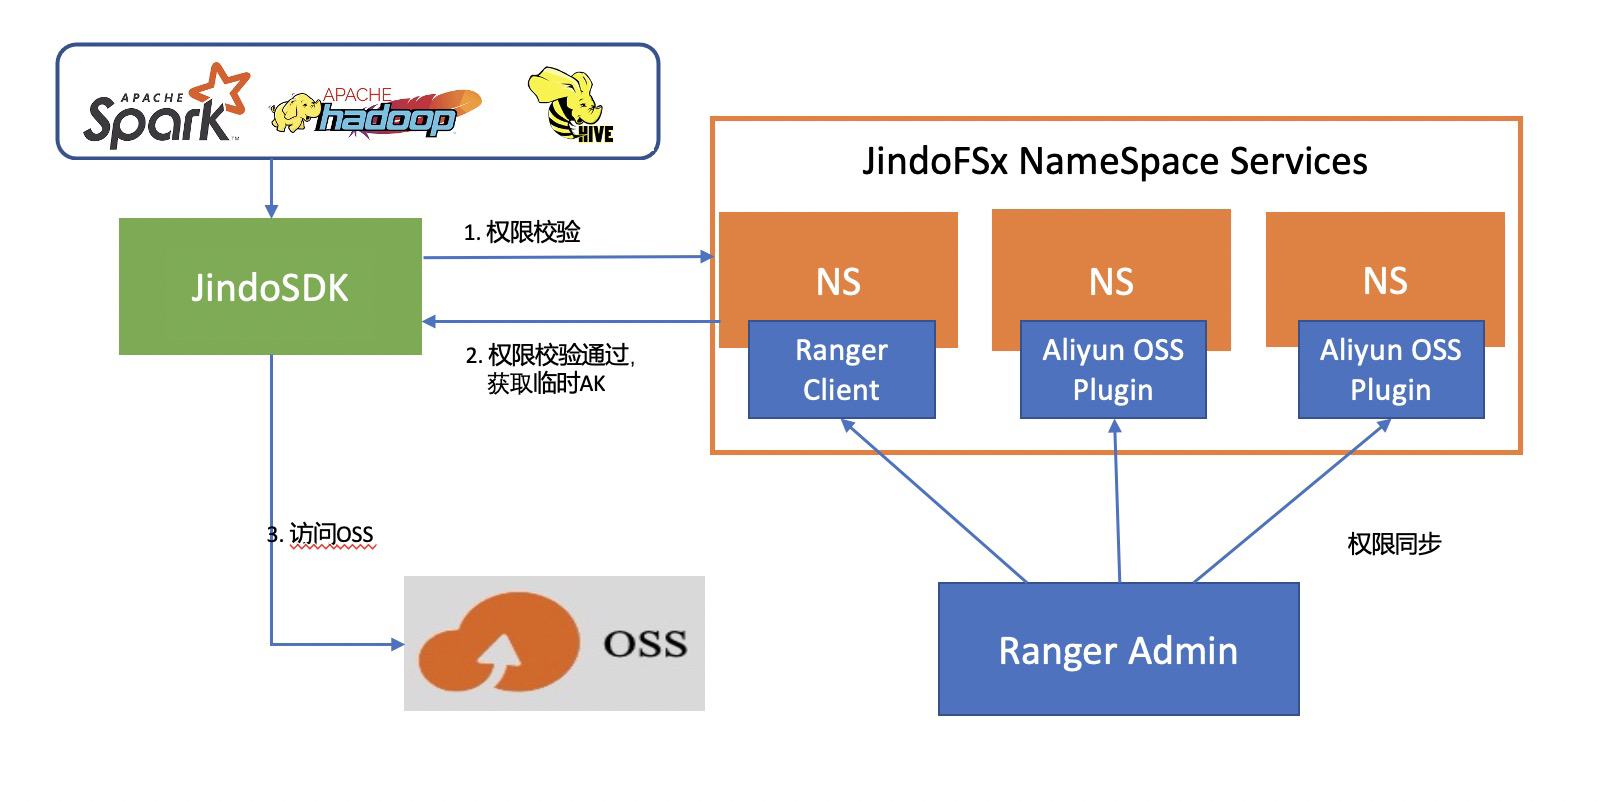 APACHE
Spark™
APACHE
hadoop
HIVE
JindoFSx NameSpace Services
JindoSDK
1. 权限校验
2. 权限校验通过,
获取临时AK
NS
Ranger
Client
NS
Aliyun OSS
Plugin
NS
Aliyun OSS
Plugin
3. 访问OSS
OSS
权限同步
Ranger Admin